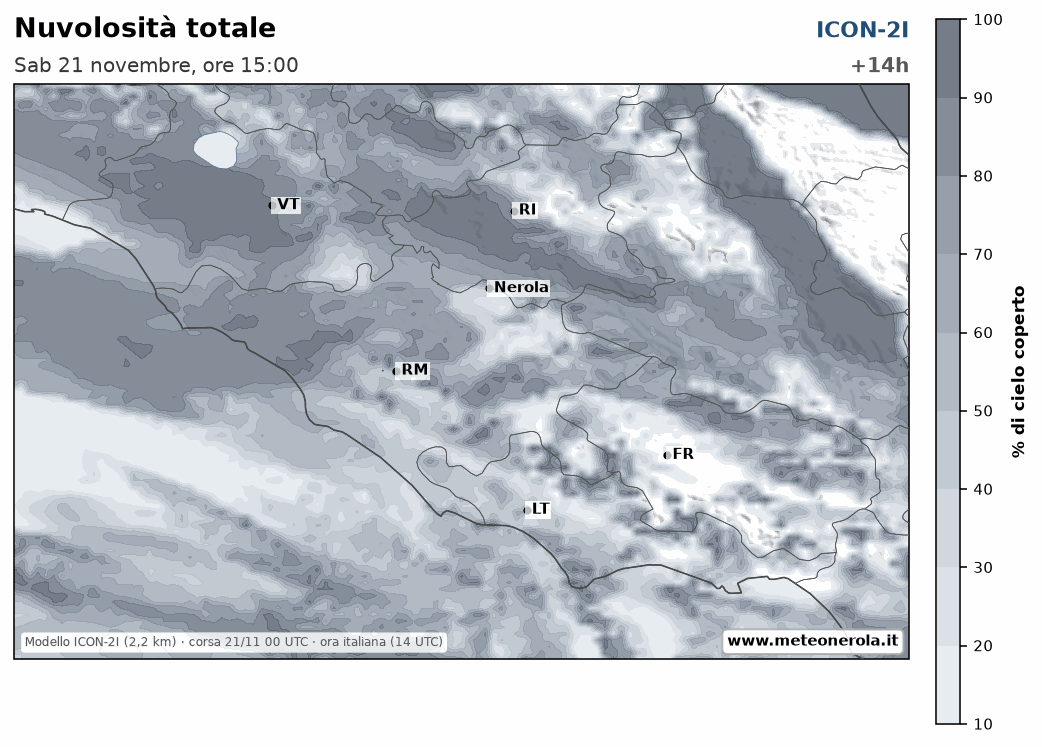 Nuvolosità totale
ICON-2I
Sab 21 novembre, ore 15:00
+14h
100
90
80
70
60
50
40
30
20
10
% di cielo coperto
VT
RI
Nerola
RM
FR
LT
Modello ICON-2I (2,2 km) · corsa 21/11 00 UTC · ora italiana (14 UTC)
www.meteonerola.it